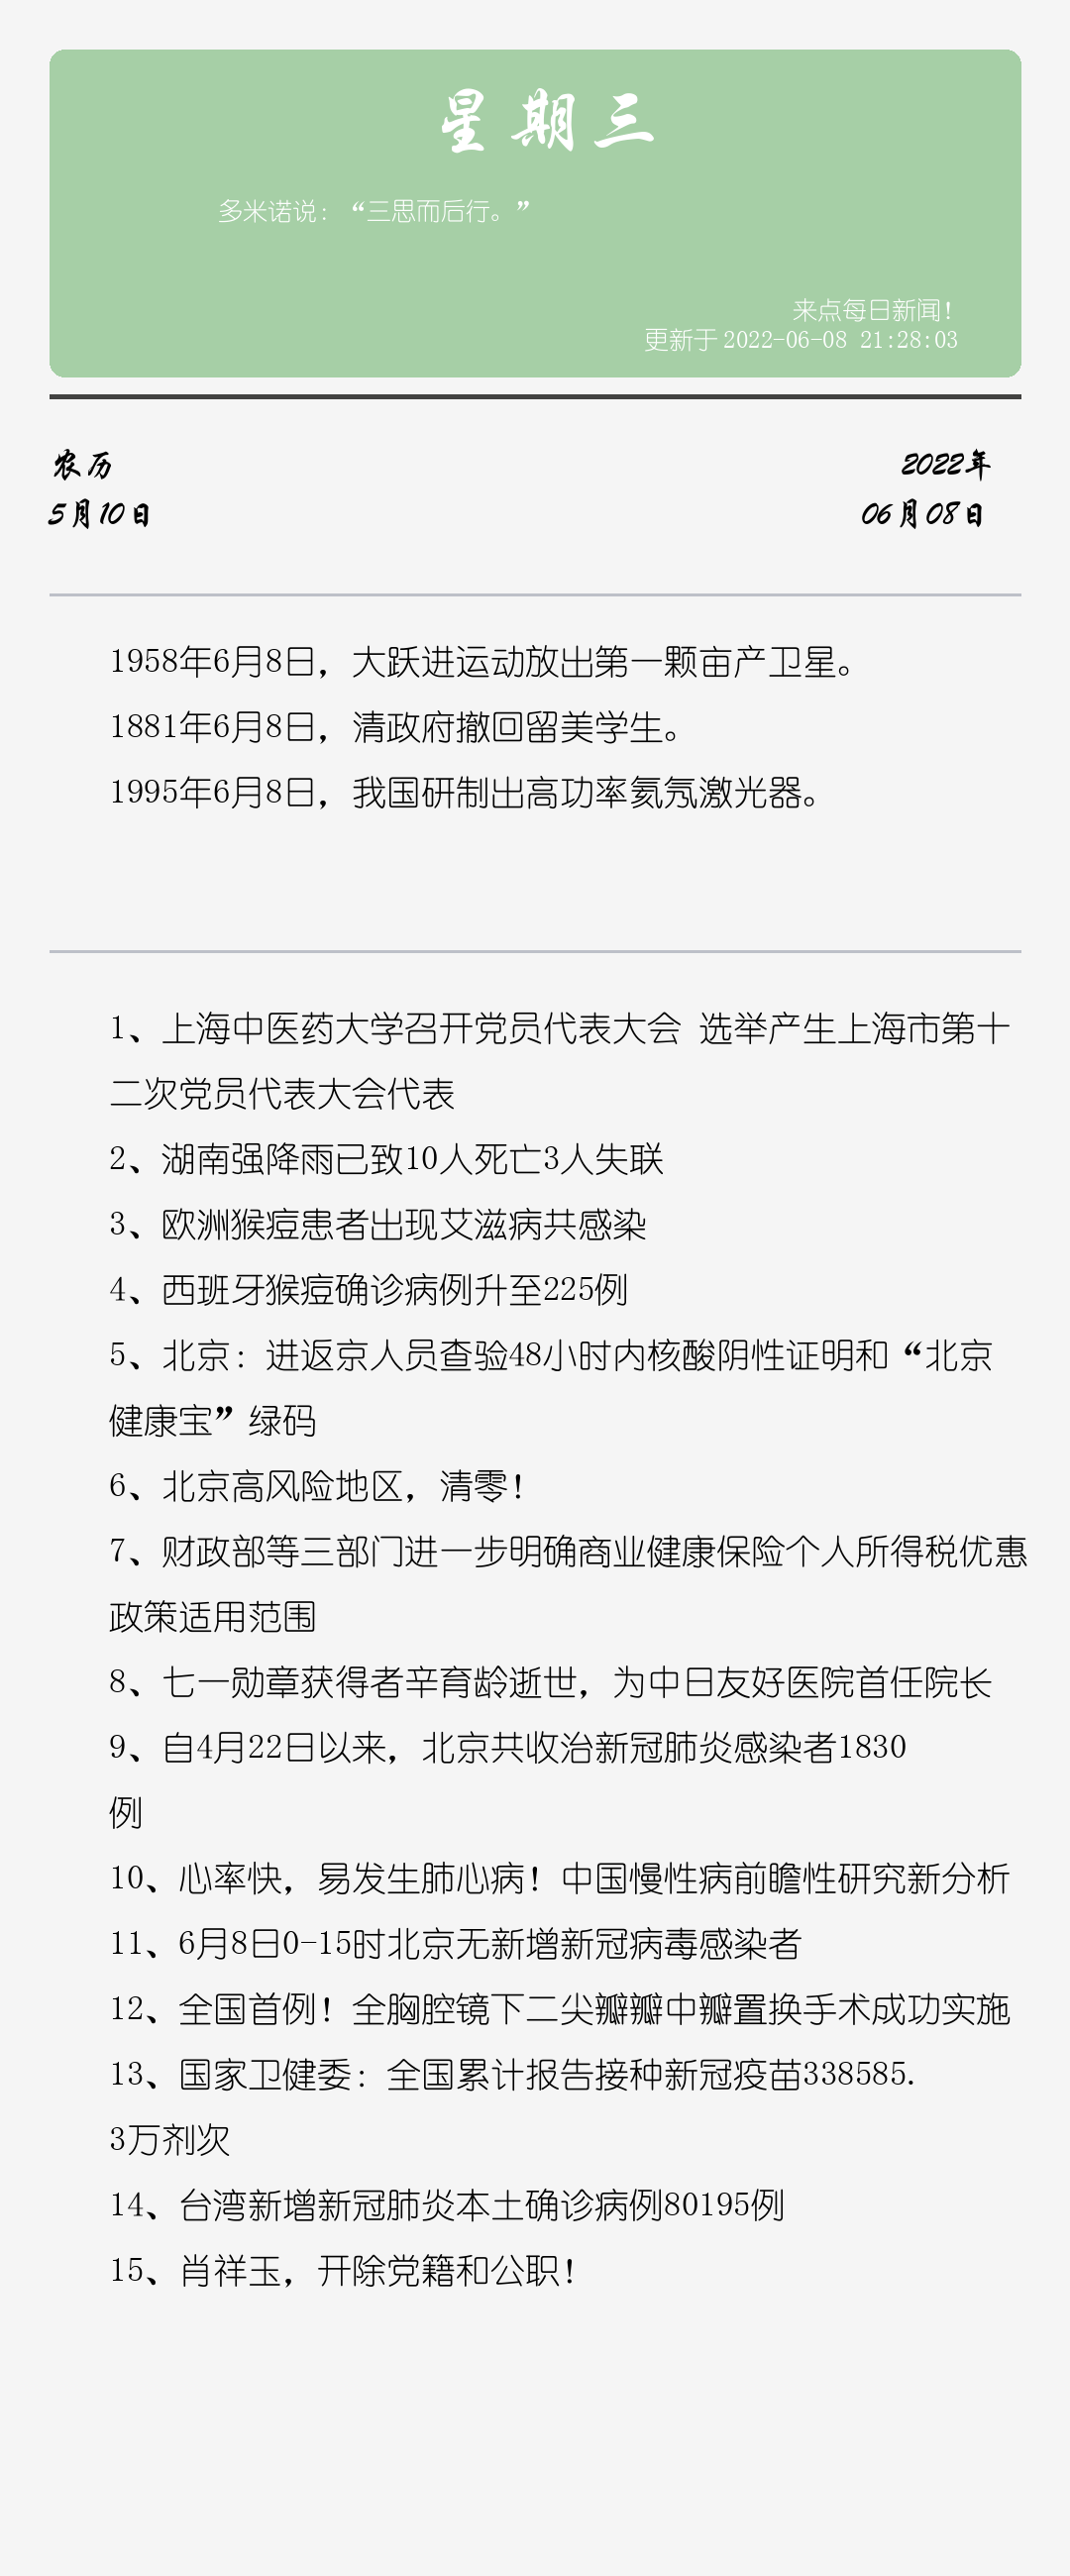 星期三
多米诺说：“三思而后行。”
来点每日新闻！
更新于 2022-06-08 21:28:03
农历
2022年
5月10日
06月08日
1958年6月8日，大跃进运动放出第一颗亩产卫星。
1881年6月8日，清政府撤回留美学生。
1995年6月8日，我国研制出高功率氦氖激光器。
1、上海中医药大学召开党员代表大会 选举产生上海市第十
二次党员代表大会代表
2、湖南强降雨已致10人死亡3人失联
3、欧洲猴痘患者出现艾滋病共感染
4、西班牙猴痘确诊病例升至225例
5、北京：进返京人员查验48小时内核酸阴性证明和“北京
健康宝”绿码
6、北京高风险地区，清零！
7、财政部等三部门进一步明确商业健康保险个人所得税优惠
政策适用范围
8、七一勋章获得者辛育龄逝世，为中日友好医院首任院长
9、自4月22日以来，北京共收治新冠肺炎感染者1830
例
10、心率快，易发生肺心病！中国慢性病前瞻性研究新分析
11、6月8日0-15时北京无新增新冠病毒感染者
12、全国首例！全胸腔镜下二尖瓣瓣中瓣置换手术成功实施
13、国家卫健委：全国累计报告接种新冠疫苗338585.
3万剂次
14、台湾新增新冠肺炎本土确诊病例80195例
15、肖祥玉，开除党籍和公职！